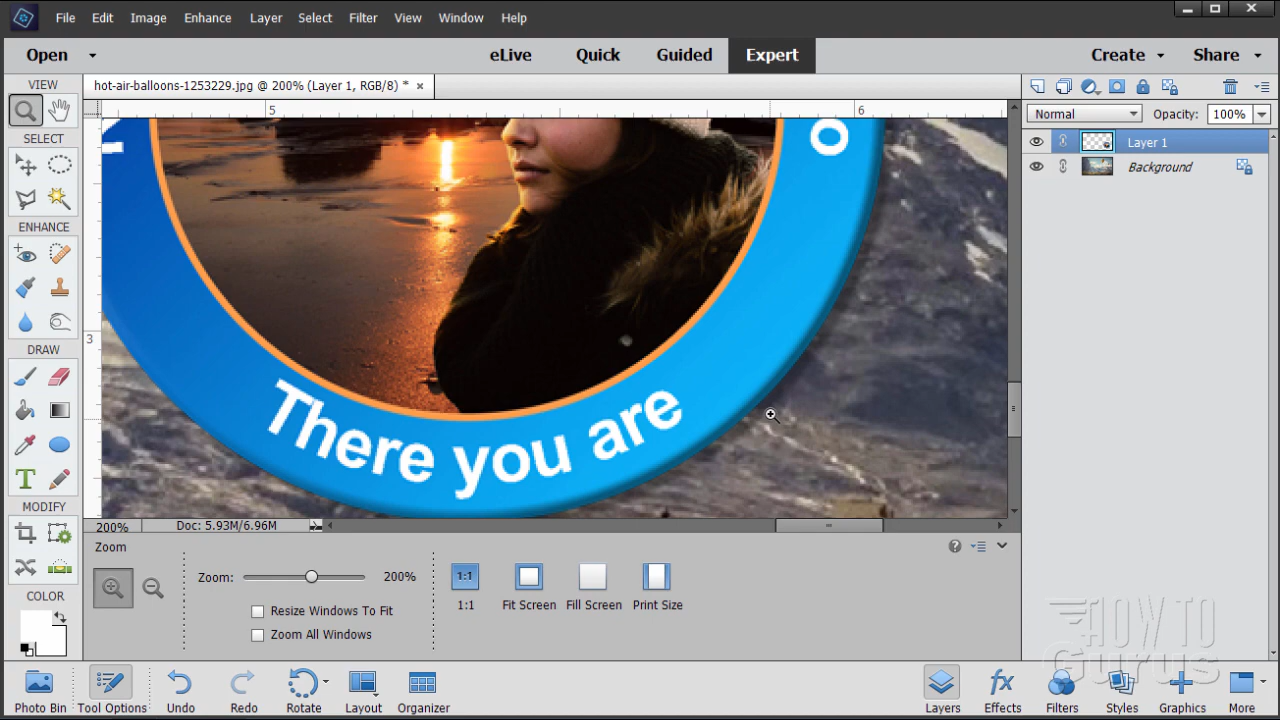 File Edit Image Enhance Layer Select Filter View Window Help
Open eLive Quick Guided Expert Create Share
VIEW
hot-air-balloons-1253229.jpg @ 200% (Layer 1, RGB/8) * ×
5 6
Normal Opacity: 100%
SELECT
Layer 1
Background
ENHANCE
3
DRAW
There you are
T
MODIFY
200% Doc: 5.93M/6.96M
Zoom
Zoom: 200%
1:1 Fit Screen Fill Screen Print Size
1:1
Resize Windows To Fit
Zoom All Windows
COLOR
HOW TO
Gurus
Photo Bin Tool Options Undo Redo Rotate Layout Organizer Layers Effects Filters Styles Graphics More